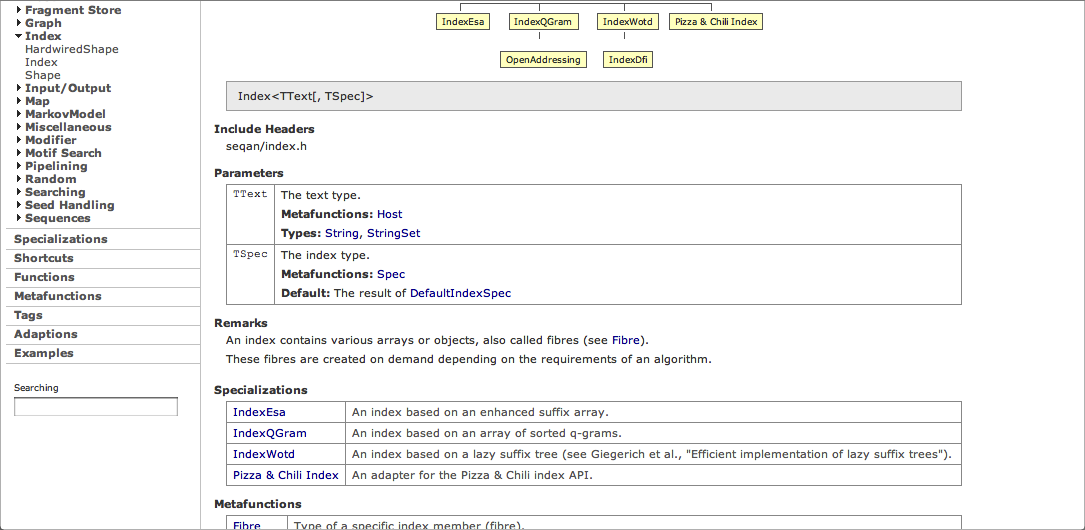 Fragment Store
Graph
Index
HardwiredShape
Index
Shape
Input/Output
Map
MarkovModel
Miscellaneous
Modifier
Motif Search
Pipelining
Random
Searching
Seed Handling
Sequences
Specializations
Shortcuts
Functions
Metafunctions
Tags
Adaptions
Examples
Searching
IndexEsa IndexQGram IndexWotd Pizza & Chili Index
OpenAddressing IndexDfi
Index<TText[, TSpec]>
Include Headers
seqan/index.h
Parameters
TText The text type.
Metafunctions: Host
Types: String, StringSet
TSpec The index type.
Metafunctions: Spec
Default: The result of DefaultIndexSpec
Remarks
An index contains various arrays or objects, also called fibres (see Fibre).
These fibres are created on demand depending on the requirements of an algorithm.
Specializations
IndexEsa An index based on an enhanced suffix array.
IndexQGram An index based on an array of sorted q-grams.
IndexWotd An index based on a lazy suffix tree (see Giegerich et al., "Efficient implementation of lazy suffix trees").
Pizza & Chili Index An adapter for the Pizza & Chili index API.
Metafunctions
Fibre Type of a specific index member (fibre).